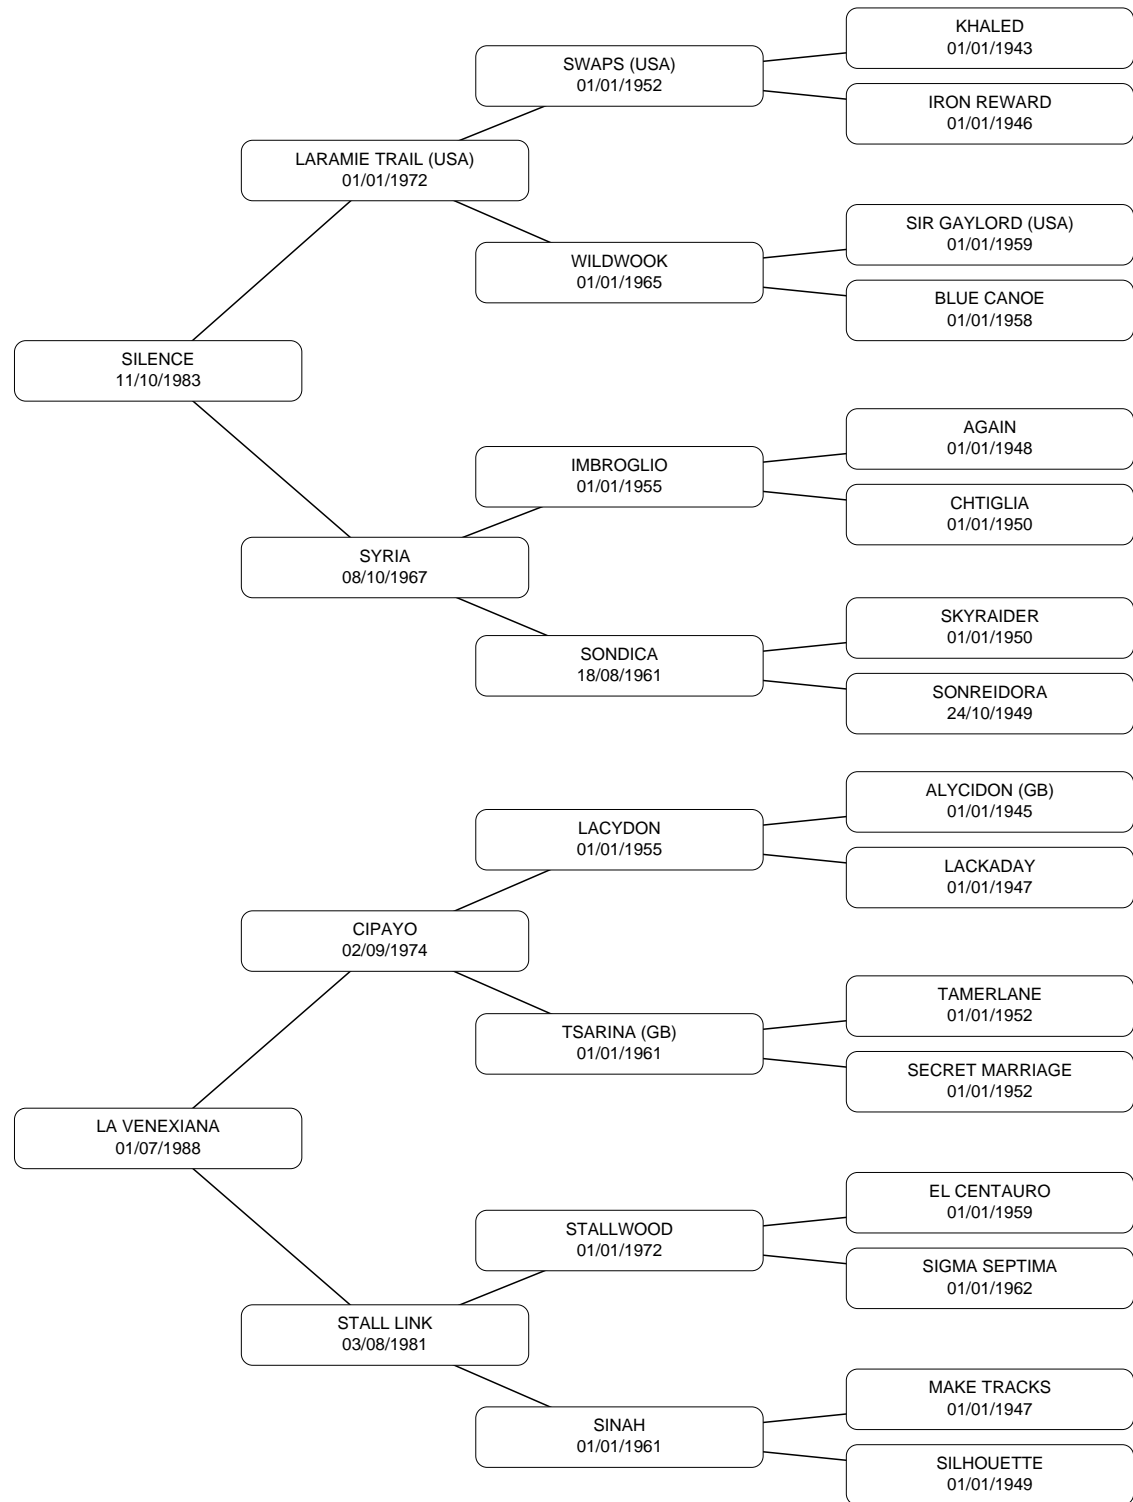 KHALED
01/01/1943
SWAPS (USA)
01/01/1952
IRON REWARD
01/01/1946
LARAMIE TRAIL (USA)
01/01/1972
SIR GAYLORD (USA)
01/01/1959
WILDWOOK
01/01/1965
BLUE CANOE
01/01/1958
SILENCE
11/10/1983
AGAIN
01/01/1948
IMBROGLIO
01/01/1955
CHTIGLIA
01/01/1950
SYRIA
08/10/1967
SKYRAIDER
01/01/1950
SONDICA
18/08/1961
SONREIDORA
24/10/1949
ALYCIDON (GB)
01/01/1945
LACYDON
01/01/1955
LACKADAY
01/01/1947
CIPAYO
02/09/1974
TAMERLANE
01/01/1952
TSARINA (GB)
01/01/1961
SECRET MARRIAGE
01/01/1952
LA VENEXIANA
01/07/1988
EL CENTAURO
01/01/1959
STALLWOOD
01/01/1972
SIGMA SEPTIMA
01/01/1962
STALL LINK
03/08/1981
MAKE TRACKS
01/01/1947
SINAH
01/01/1961
SILHOUETTE
01/01/1949